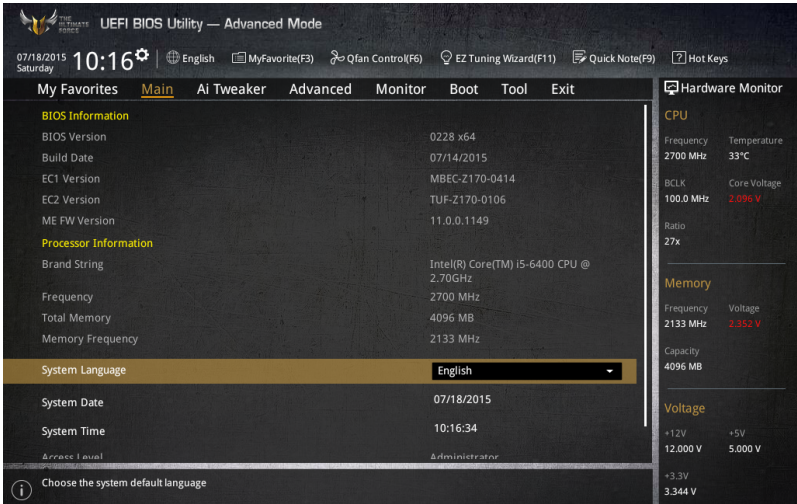 THE
ULTIMATE
FORCE
UEFI BIOS Utility — Advanced Mode
07/18/2015
Saturday
10:16
English
MyFavorite(F3)
Qfan Control(F6)
EZ Tuning Wizard(F11)
Quick Note(F9)
? Hot Keys
My Favorites Main Ai Tweaker Advanced Monitor Boot Tool Exit
Hardware Monitor
BIOS Information
BIOS Version 0228 x64
Build Date 07/14/2015
EC1 Version MBEC-Z170-0414
EC2 Version TUF-Z170-0106
ME FW Version 11.0.0.1149
Processor Information
Brand String Intel(R) Core(TM) i5-6400 CPU @
2.70GHz
Frequency 2700 MHz
Total Memory 4096 MB
Memory Frequency 2133 MHz
System Language English
System Date 07/18/2015
System Time 10:16:34
Access Level Administrator
i Choose the system default language
CPU
Frequency Temperature
2700 MHz 33°C
BCLK Core Voltage
100.0 MHz 2.096 V
Ratio
27x
Memory
Frequency Voltage
2133 MHz 2.352 V
Capacity
4096 MB
Voltage
+12V +5V
12.000 V 5.000 V
+3.3V
3.344 V